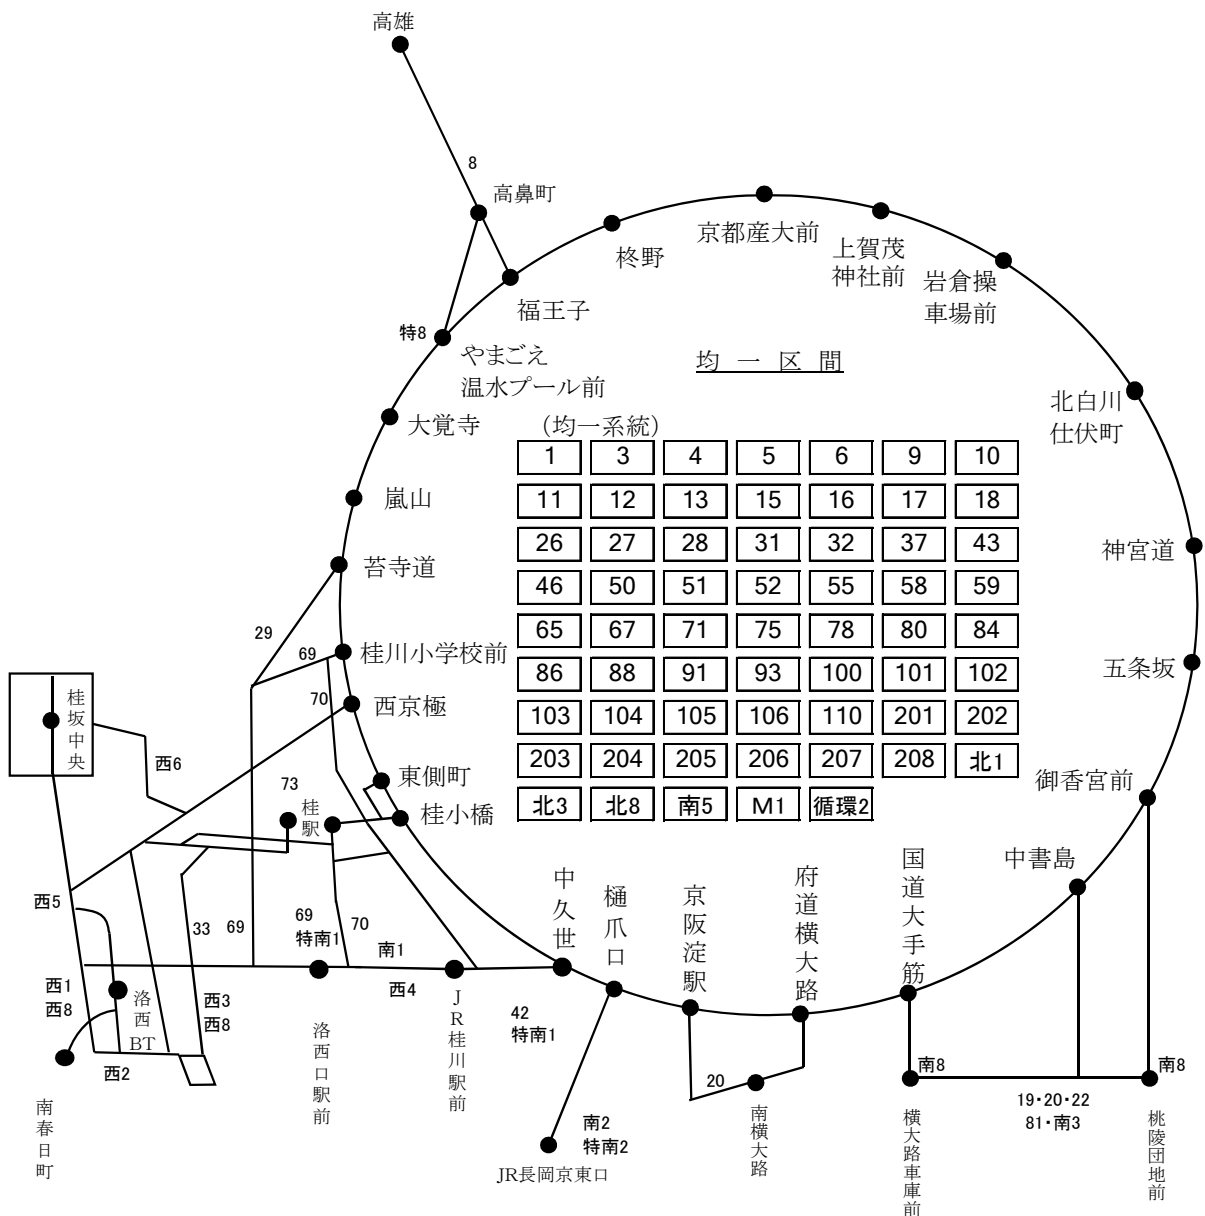 高雄
8
高鼻町
京都産大前
柊野
上賀茂
神社前
岩倉操
車場前
福王子
特8
やまごえ
温水プール前
均一区間
北白川
仕伏町
大覚寺
(均一系統)
1 3 4 5 6 9 10
11 12 13 15 16 17 18
26 27 28 31 32 37 43
46 50 51 52 55 58 59
65 67 71 75 78 80 84
86 88 91 93 100 101 102
103 104 105 106 110 201 202
203 204 205 206 207 208 北1
北3 北8 南5 M1 循環2
嵐山
神宮道
苔寺道
29
69
桂川小学校前
五条坂
70
西京極
桂坂中央
西6
東側町
73
桂駅
桂小橋
御香宮前
中書島
国道大手筋
府道横大路
京阪淀駅
樋爪口
中久世
西5
33
69
69
特南1
70
南1
西4
西1
西8
洛西
BT
西3
西8
西2
南春日町
洛西口駅前
JR桂川駅前
42
特南1
20
南横大路
南8
南8
19・20・22
81・南3
横大路車庫前
桃陵団地前
南2
特南2
JR長岡京東口